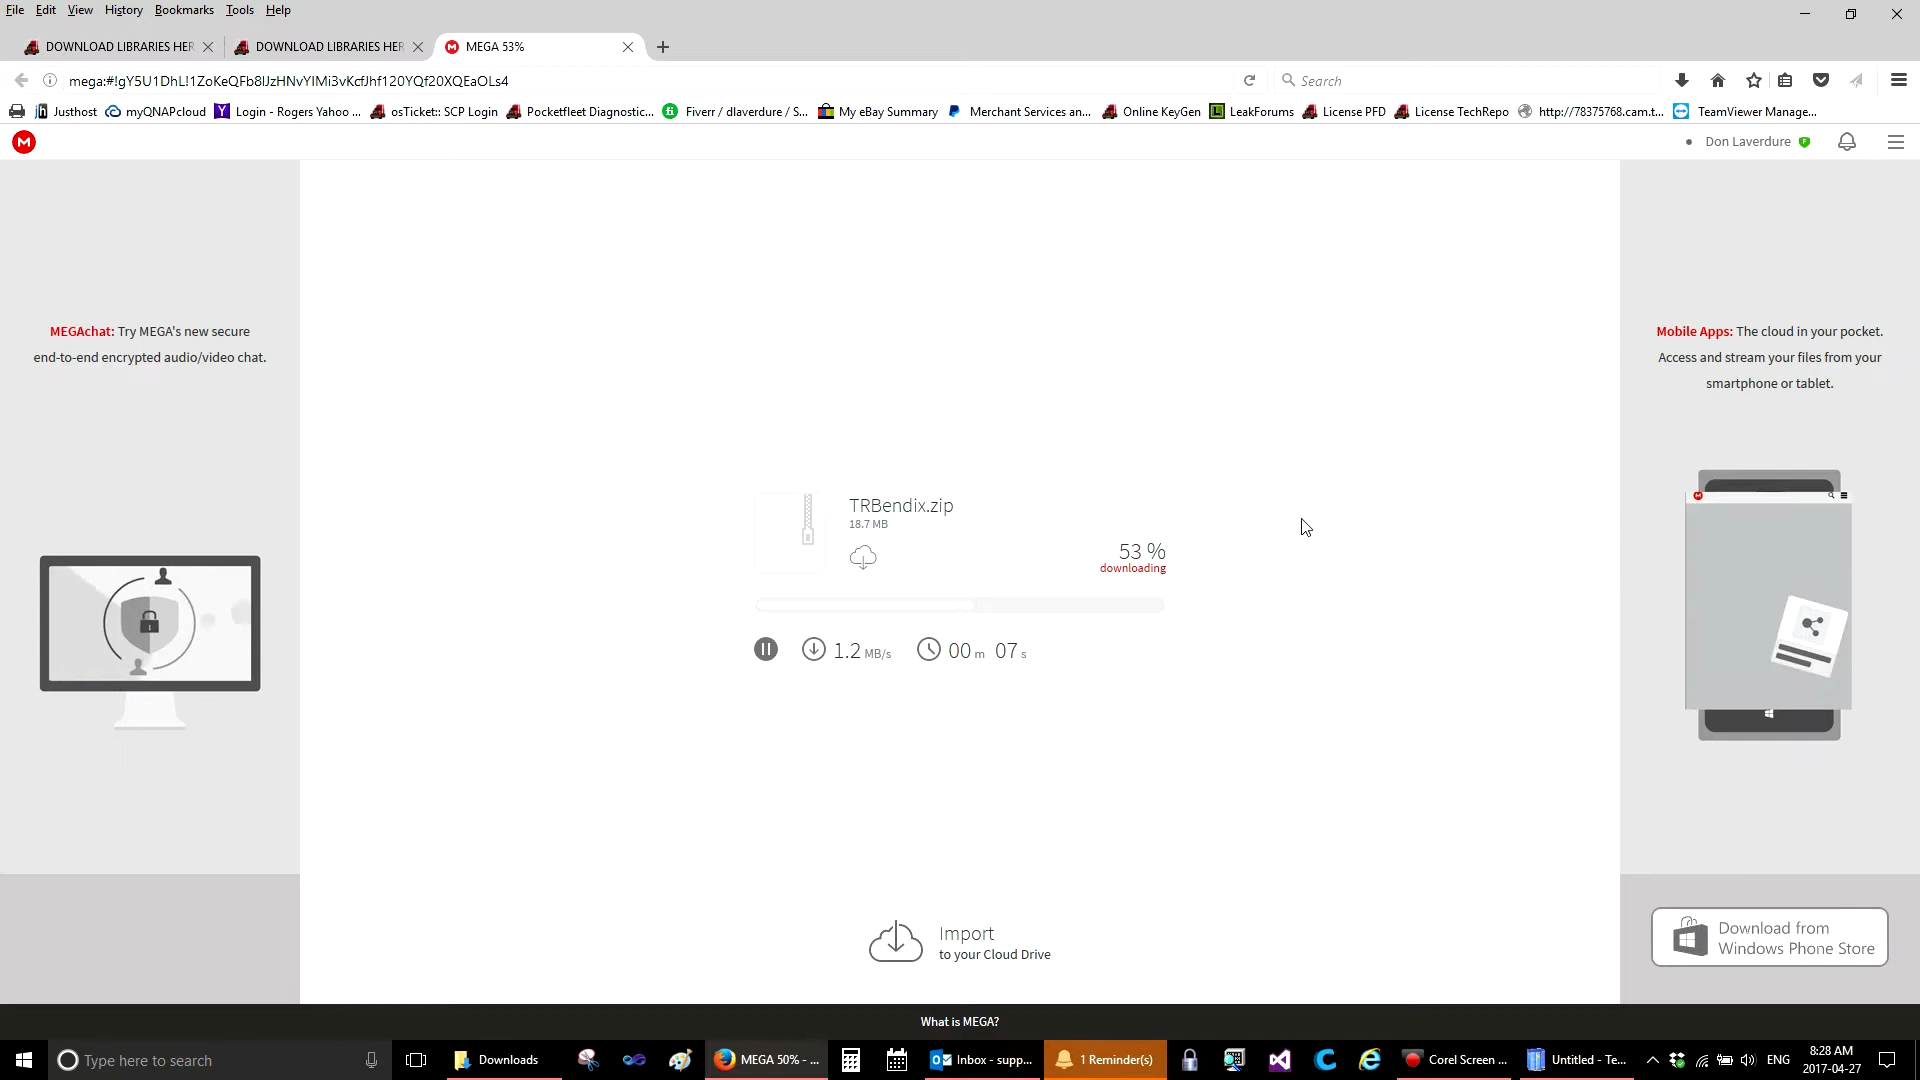 File Edit View History Bookmarks Tools Help
DOWNLOAD LIBRARIES HER
DOWNLOAD LIBRARIES HER
MEGA 53%
mega:#!gY5U1DhL!1ZoKeQFb8IJzHNvYIMi3vKcfJhf120YQf20XQEaOLs4
Search
Justhost myQNAPcloud Login - Rogers Yahoo ... osTicket:: SCP Login Pocketfleet Diagnostic... Fiverr / dlaverdure / S... My eBay Summary Merchant Services an... Online KeyGen LeakForums License PFD License TechRepo http://78375768.cam.t... TeamViewer Manage...
Don Laverdure
MEGAchat: Try MEGA's new secure
end-to-end encrypted audio/video chat.
Mobile Apps: The cloud in your pocket.
Access and stream your files from your
smartphone or tablet.
TRBendix.zip
18.7 MB
53 %
downloading
1.2 MB/s 00 m 07 s
Import
to your Cloud Drive
Download from
Windows Phone Store
What is MEGA?
Type here to search
Downloads
MEGA 50% - ...
Inbox - supp...
1 Reminder(s)
Corel Screen ...
Untitled - Te...
ENG
8:28 AM
2017-04-27